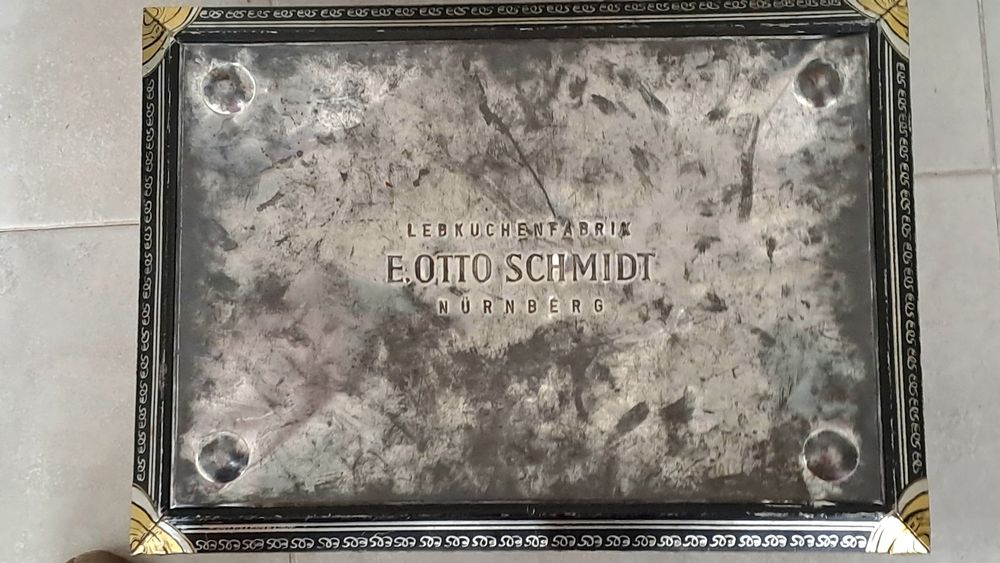 LEBKUCHENFABRIK
E.OTTO SCHMIDT
NÜRNBERG